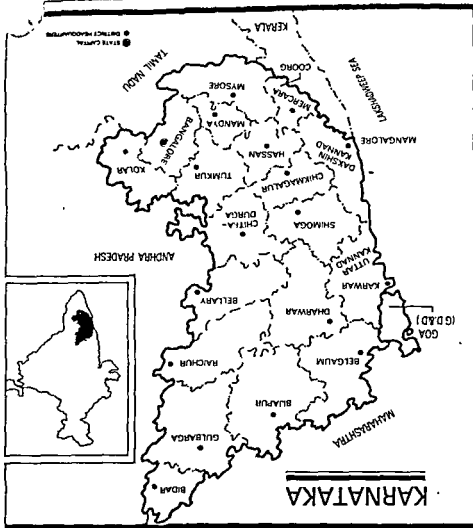 KARNATAKA
BIDAR
GULBARGA
BIJAPUR
MAHARASHTRA
BELGAUM
RAICHUR
GOA
(G.D.&D.)
DHARWAR
BELLARY
KARWAR
UTTAR
KANNAD
ANDHRA PRADESH
SHIMOGA
CHITRA-
DURGA
CHIKMAGALUR
TUMKUR
KOLAR
DAKSHIN
KANNAD
HASSAN
BANGALORE
MANGALORE
MANDYA
MERCARA
MYSORE
LAKSHADWEEP SEA
COORG
TAMIL NADU
KERALA
STATE CAPITAL
DISTRICT HEADQUARTERS